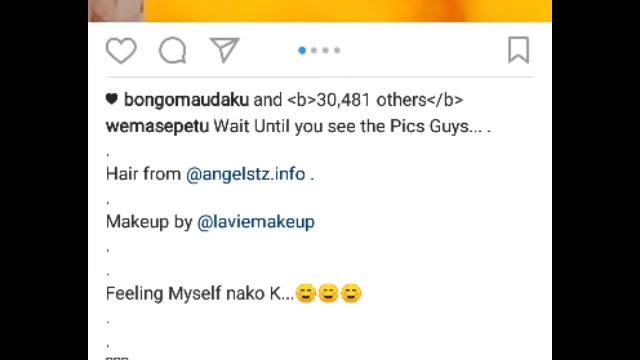 bongomaudaku and <b>30,481 others</b>
wemasepetu Wait Until you see the Pics Guys... .
.
Hair from @angelstz.info .
.
Makeup by @laviemakeup
.
.
Feeling Myself nako K...😊😊😊
.
.